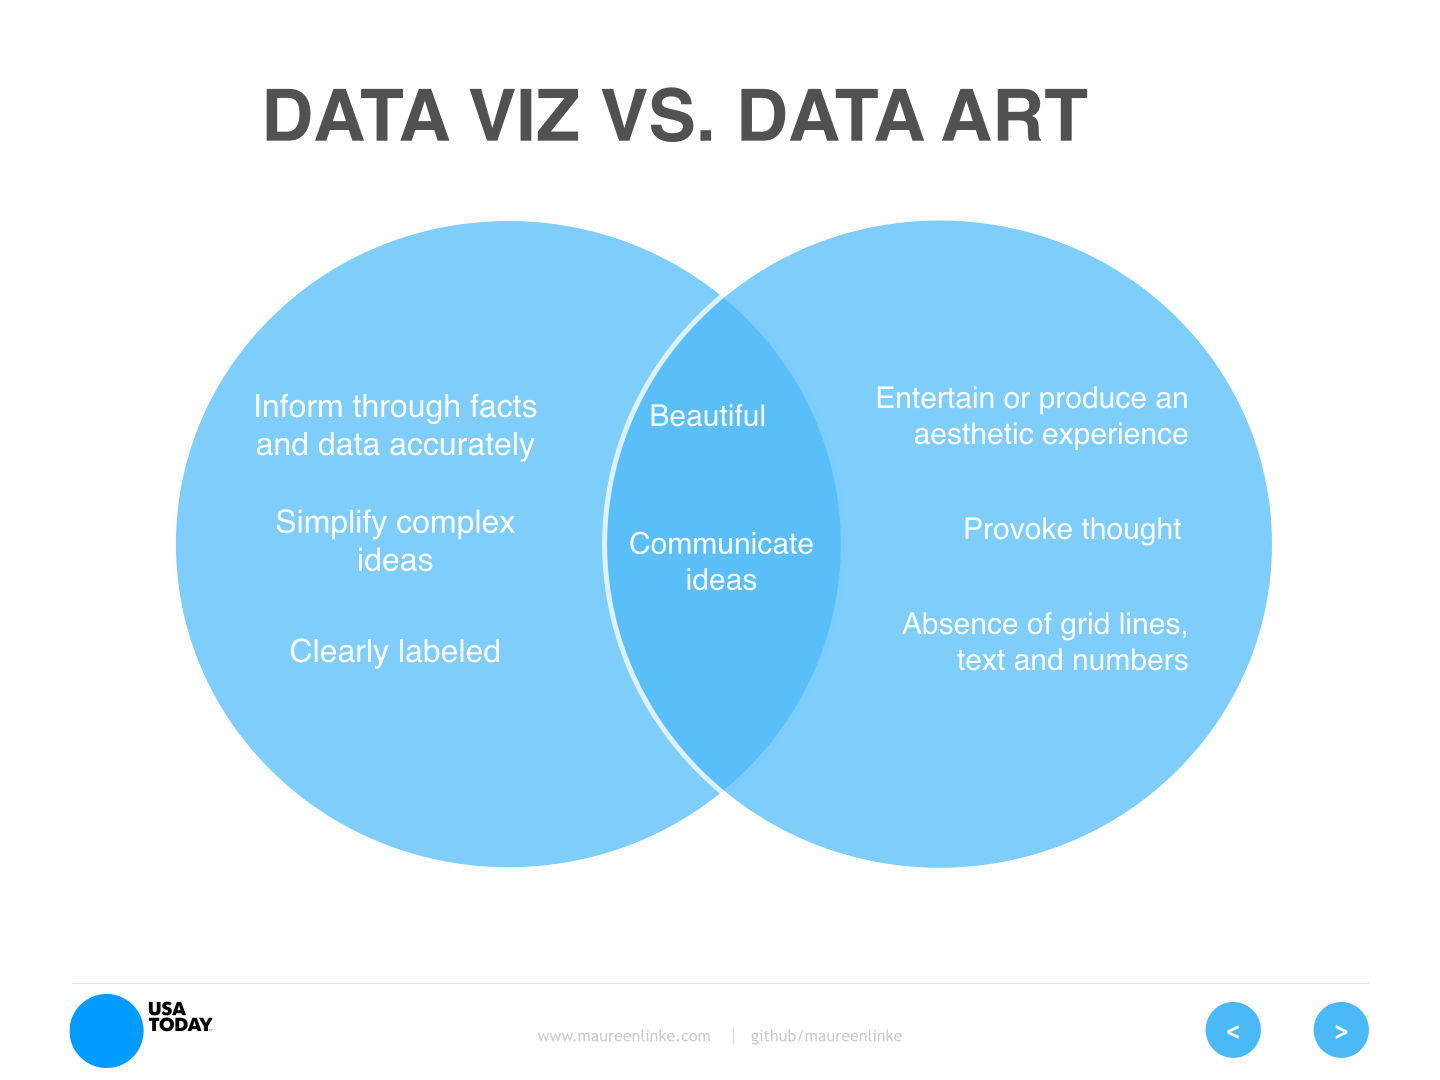 DATA VIZ VS. DATA ART
Inform through facts
and data accurately
Simplify complex
ideas
Clearly labeled
Beautiful
Communicate
ideas
Entertain or produce an
aesthetic experience
Provoke thought
Absence of grid lines,
text and numbers
USA
TODAY
www.maureenlinke.com | github/maureenlinke
< >